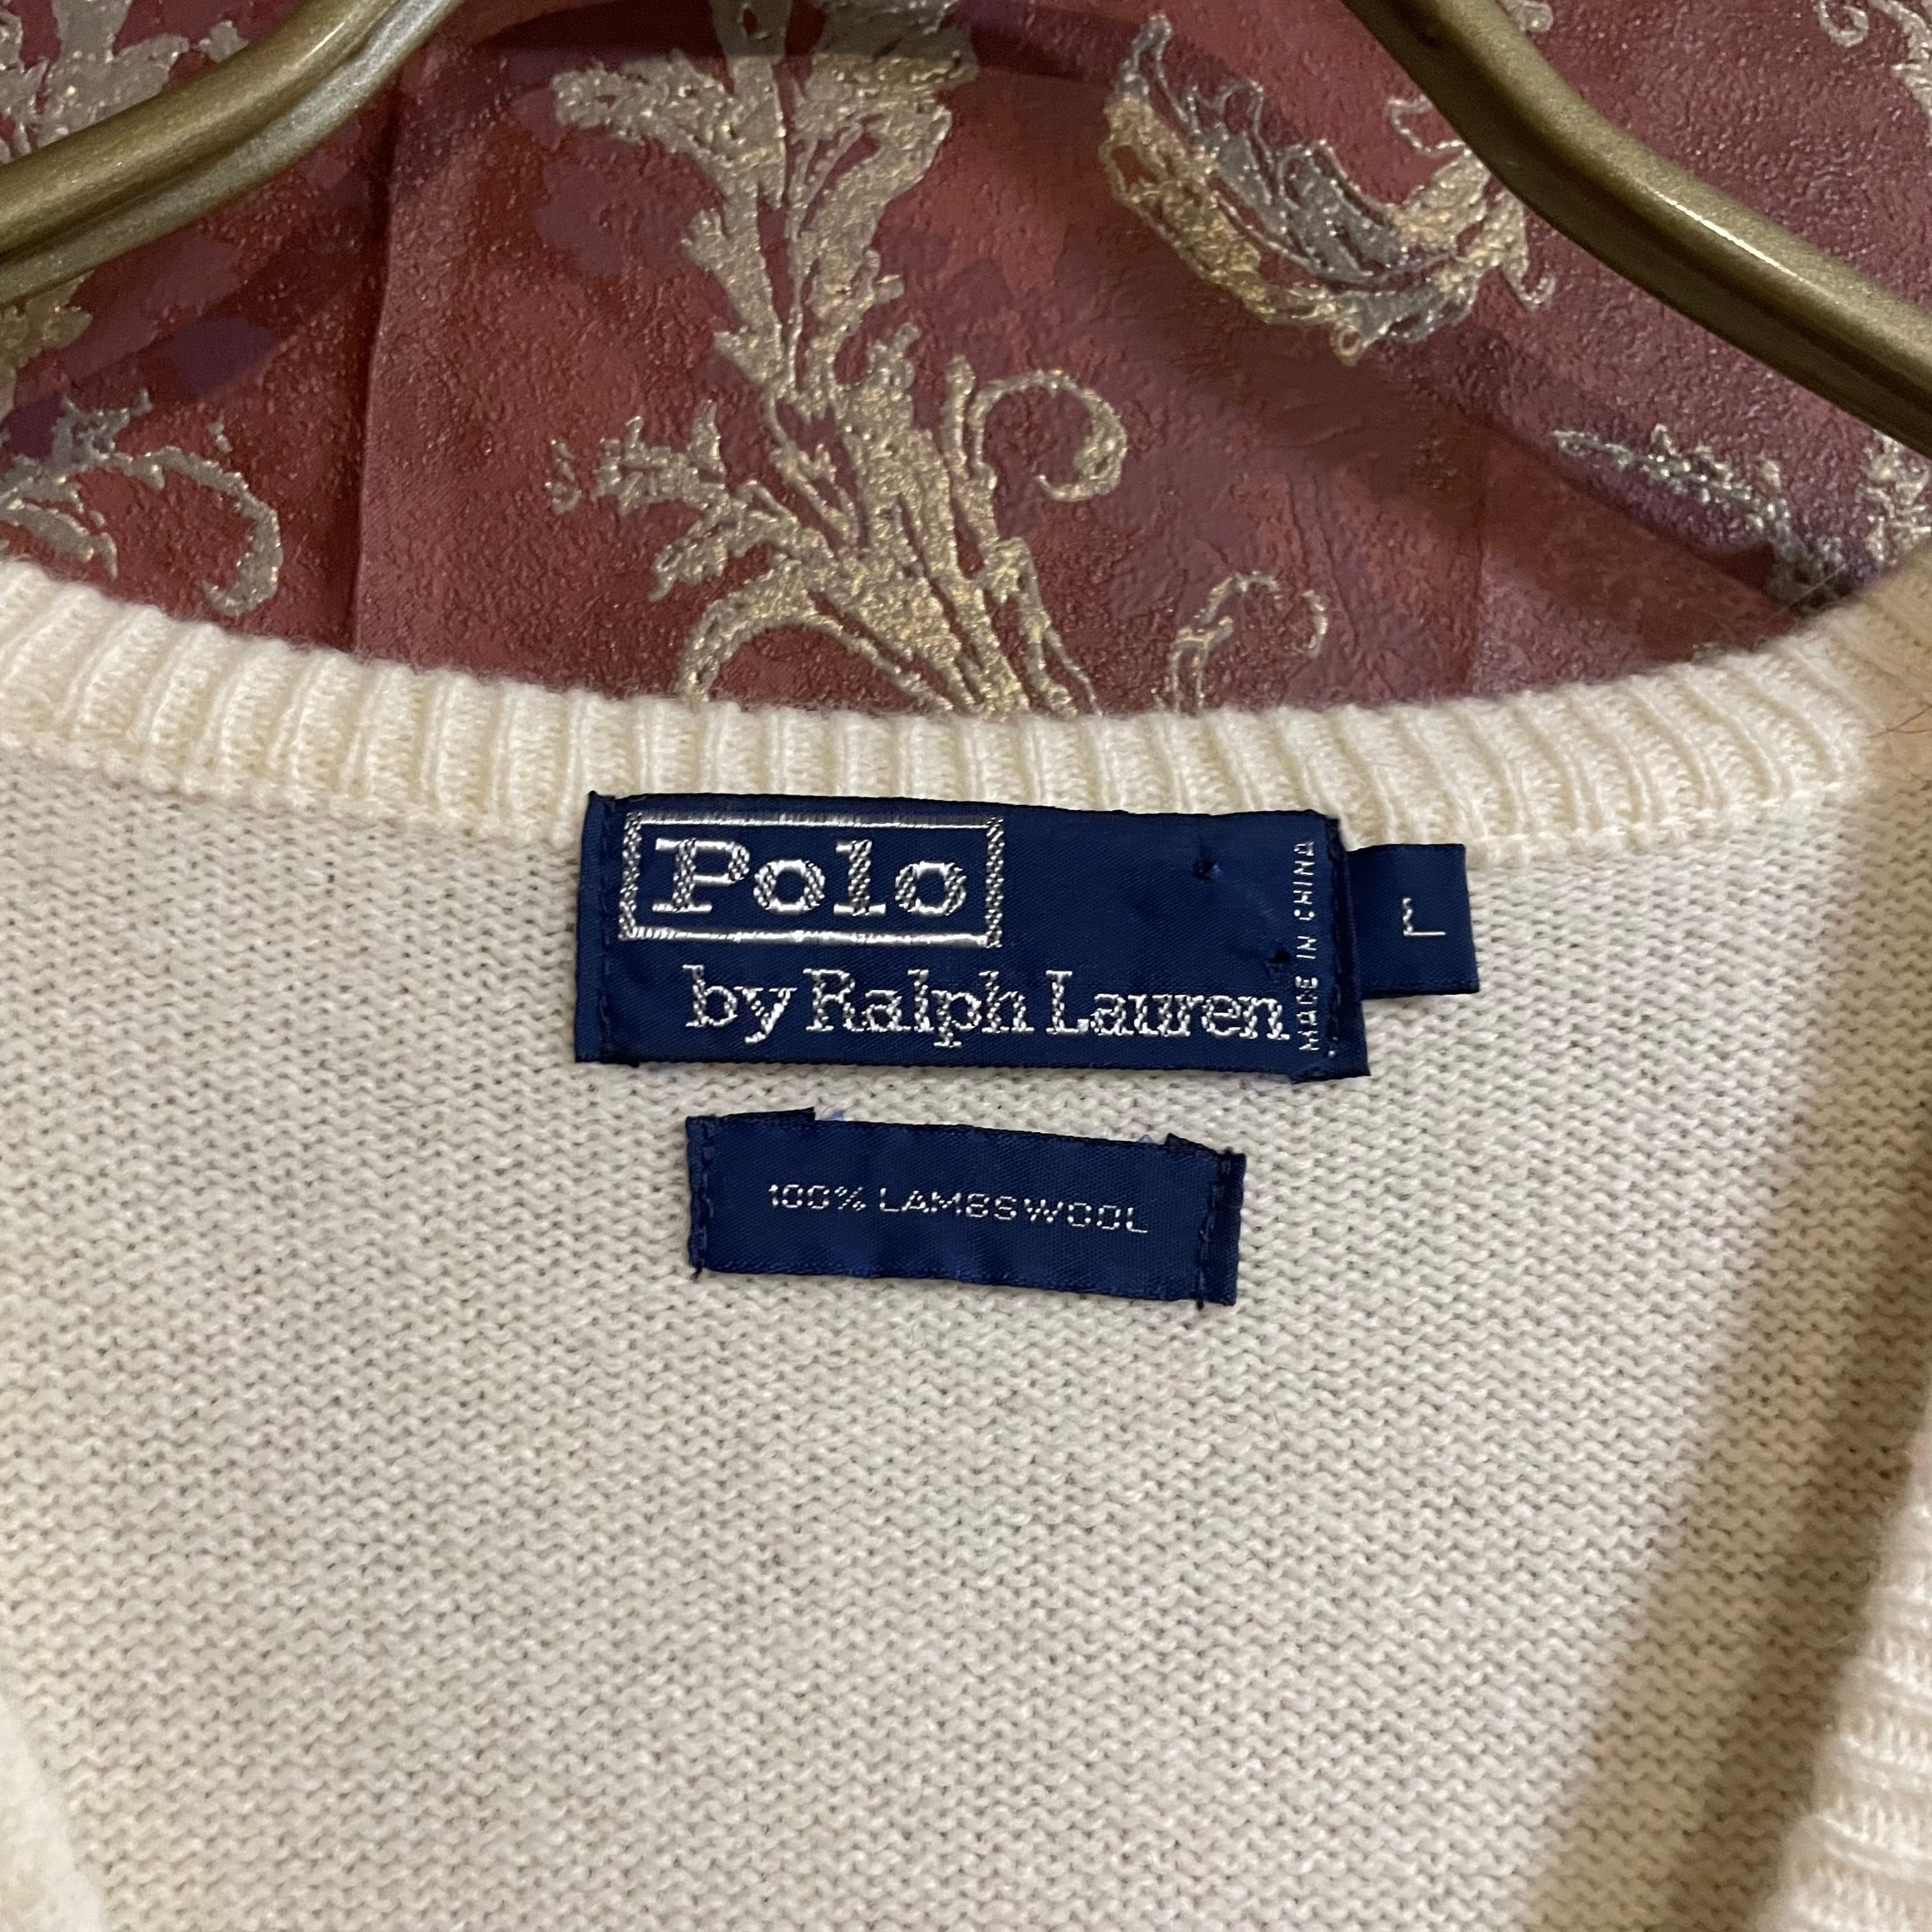 Polo
by Ralph Lauren
MADE IN CHINA
L
100% LAMBSWOOL